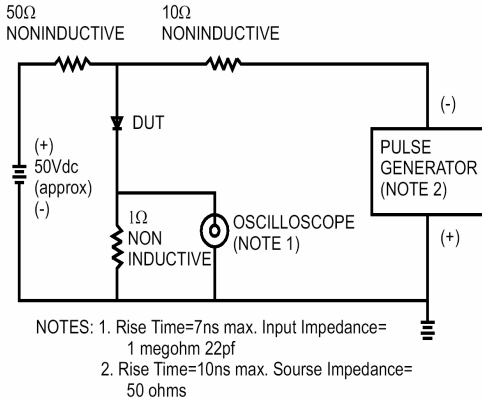 50Ω
NONINDUCTIVE
10Ω
NONINDUCTIVE
DUT
(+)
50Vdc
(approx)
(-)
1Ω
NON
INDUCTIVE
OSCILLOSCOPE
(NOTE 1)
(-)
PULSE
GENERATOR
(NOTE 2)
(+)
NOTES: 1. Rise Time=7ns max. Input Impedance=
1 megohm 22pf
2. Rise Time=10ns max. Sourse Impedance=
50 ohms